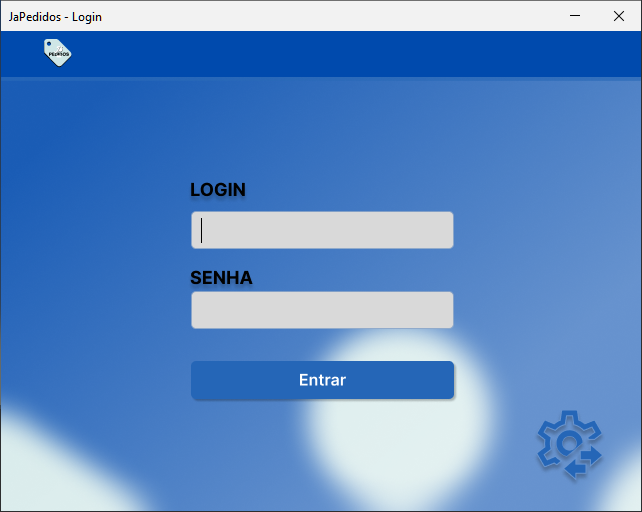 JaPedidos - Login
LOGIN
SENHA
Entrar